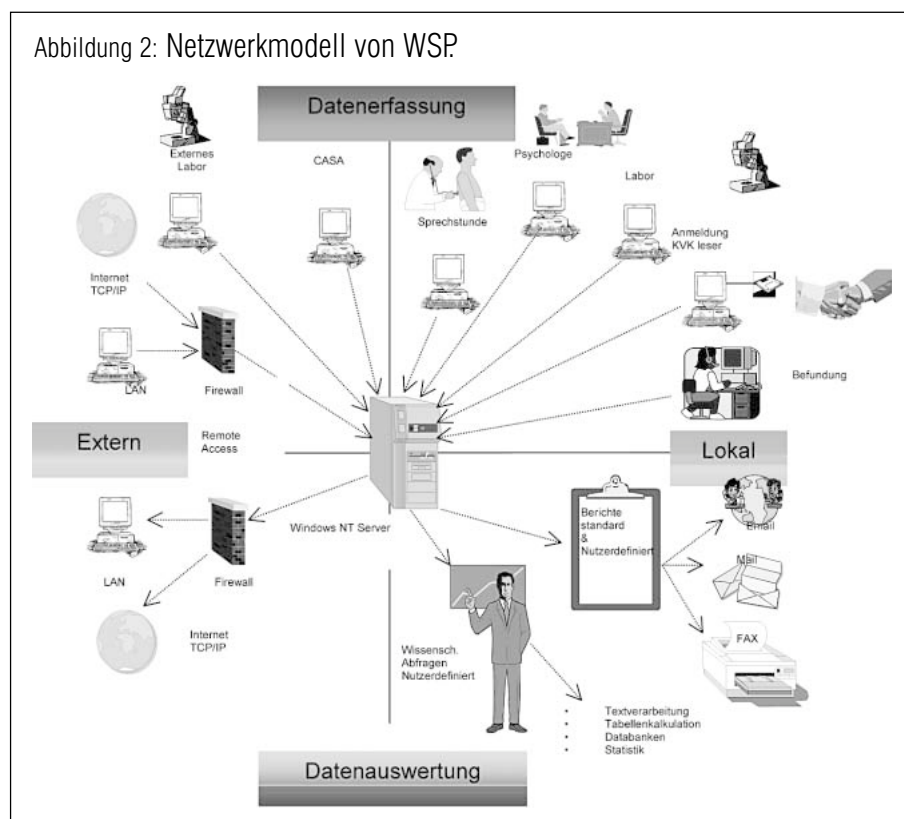 Abbildung 2: Netzwerkmodell von WSP.
Datenerfassung
Externes
Labor
CASA
Psychologe
Labor
Sprechstunde
Anmeldung
KVK leser
Internet
TCP/IP
LAN
Firewall
Befundung
Extern
Remote
Access
Lokal
Windows NT Server
Berichte
standard
&
Nutzerdefiniert
Email
Mail
LAN
Firewall
FAX
Internet
TCP/IP
Wissensch.
Abfragen
Nutzerdefiniert
• Textverarbeitung
• Tabellenkalkulation
• Databanken
• Statistik
Datenauswertung